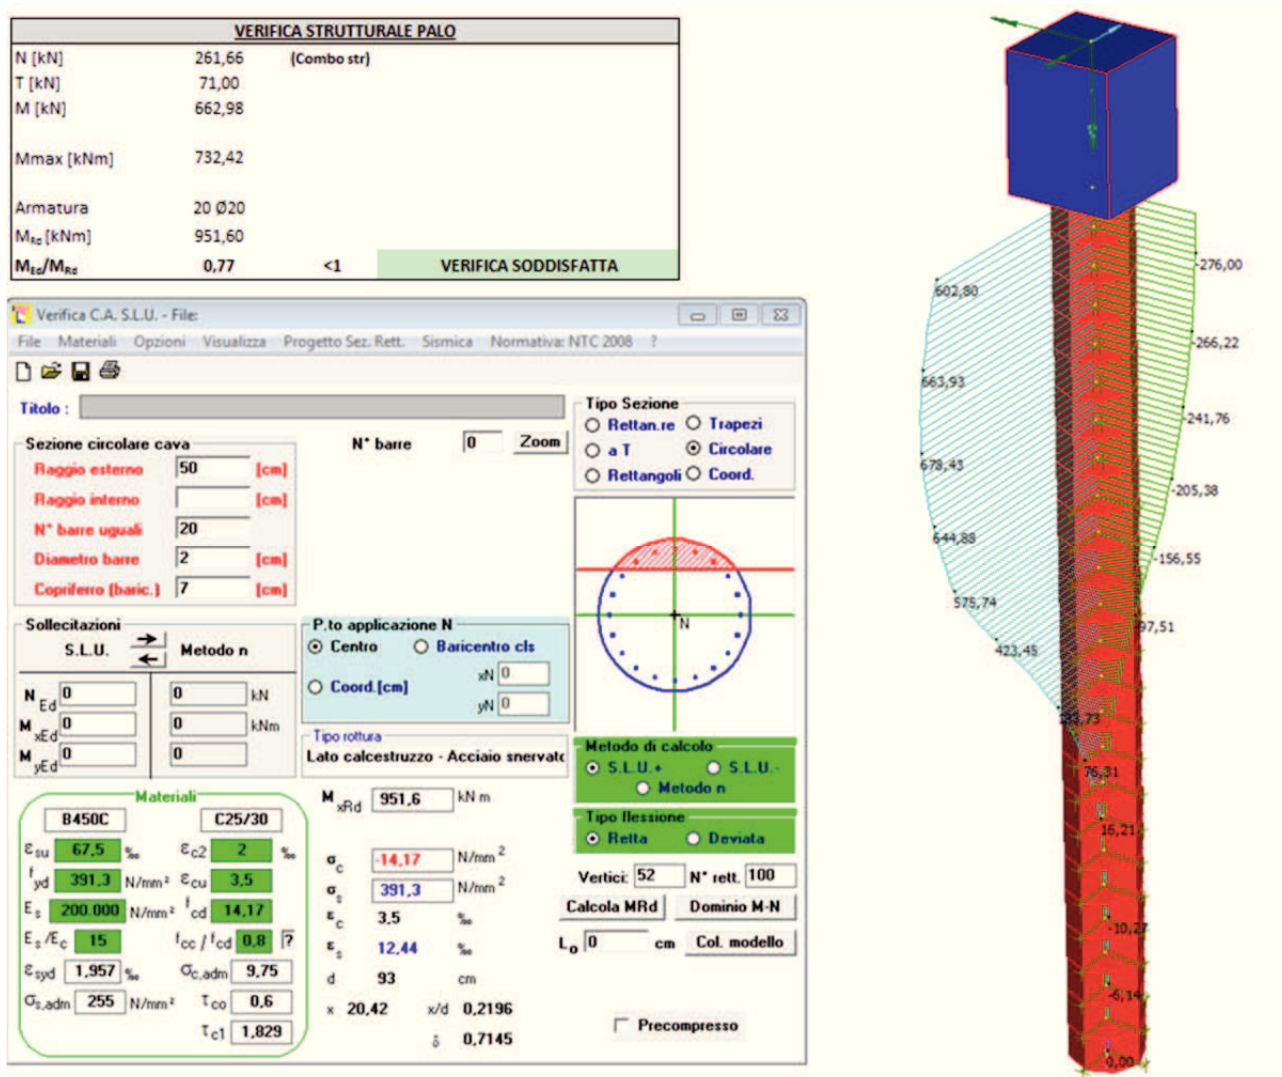 VERIFICA STRUTTURALE PALO
N [kN] 261,66 (Combo str)
T [kN] 71,00
M [kN] 662,98
Mmax [kNm] 732,42
Armatura 20 Ø20
MRd [kNm] 951,60
MEd/MRd 0,77 <1 VERIFICA SODDISFATTA
Verifica C.A. S.L.U. - File:
File Materiali Opzioni Visualizza Progetto Sez. Rett. Sismica Normativa: NTC 2008 ?
Titolo :
Sezione circolare cava
Raggio esterno 50 [cm]
Raggio interno [cm]
N° barre uguali 20
Diametro barre 2 [cm]
Copriferro (baric.) 7 [cm]
N° barre 0 Zoom
Tipo Sezione
Rettan.re Trapezi
a T Circolare
Rettangoli Coord.
N
Sollecitazioni
S.L.U. Metodo n
N Ed 0 0 kN
M xEd 0 0 kNm
M yEd 0 0
P.to applicazione N
Centro Baricentro cls
Coord.[cm] xN 0
yN 0
Tipo rottura
Lato calcestruzzo - Acciaio snervato
Metodo di calcolo
S.L.U.+ S.L.U.-
Metodo n
Tipo flessione
Retta Deviata
Materiali
B450C C25/30
εsu 67,5 ‰ εc2 2 ‰
fyd 391,3 N/mm² εcu 3,5
Es 200.000 N/mm² fcd 14,17
Es/Ec 15 fcc / fcd 0,8 ?
εsyd 1,957 ‰ σc,adm 9,75
σs,adm 255 N/mm² τco 0,6
τc1 1,829
M xRd 951,6 kN m
σc -14,17 N/mm²
σs 391,3 N/mm²
εc 3,5 ‰
εs 12,44 ‰
d 93 cm
x 20,42 x/d 0,2196
δ 0,7145
Vertici: 52 N° rett. 100
Calcola MRd Dominio M-N
Lo 0 cm Col. modello
Precompresso
602,80
663,93
678,43
644,88
575,74
423,45
76,31
-276,00
-266,22
-241,76
-205,38
-156,55
97,51
16,21
-10,27
-6,14
0,00